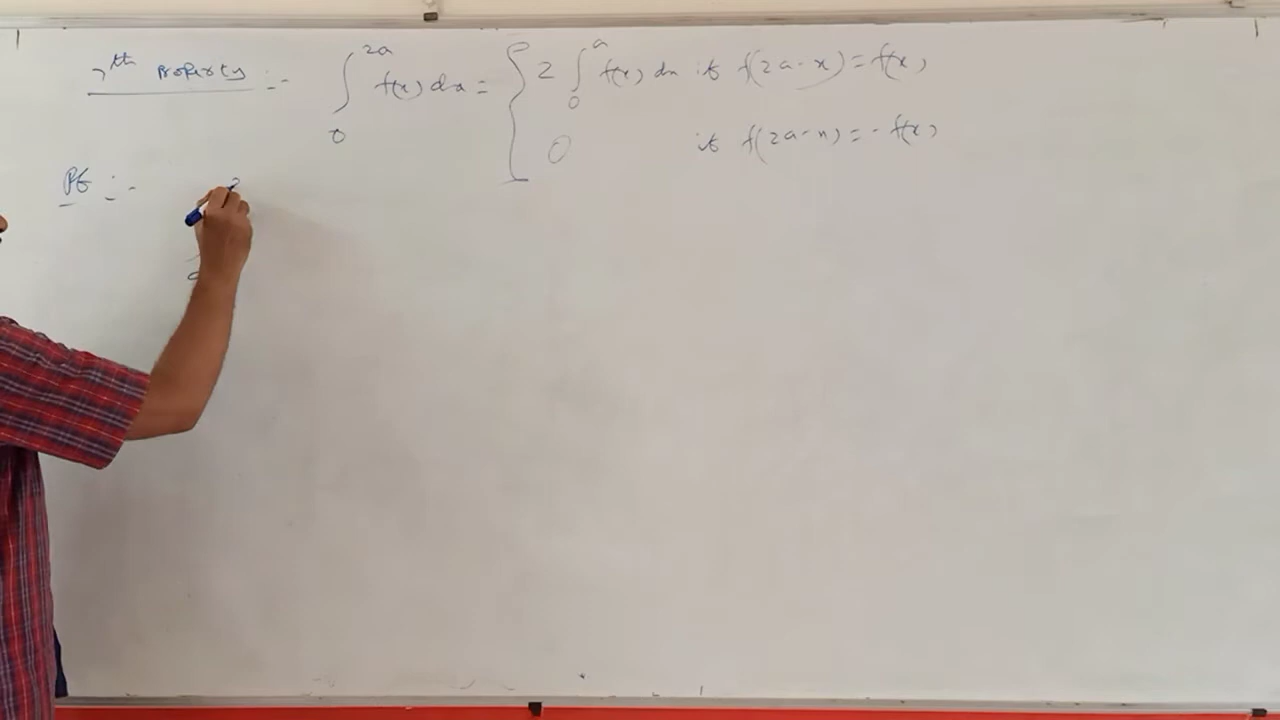 7th Property :- ∫₀²ᵃ f(x) dx = { 2 ∫₀ᵃ f(x) dx if f(2a-x) = f(x)
0 if f(2a-x) = -f(x)
Pf :-